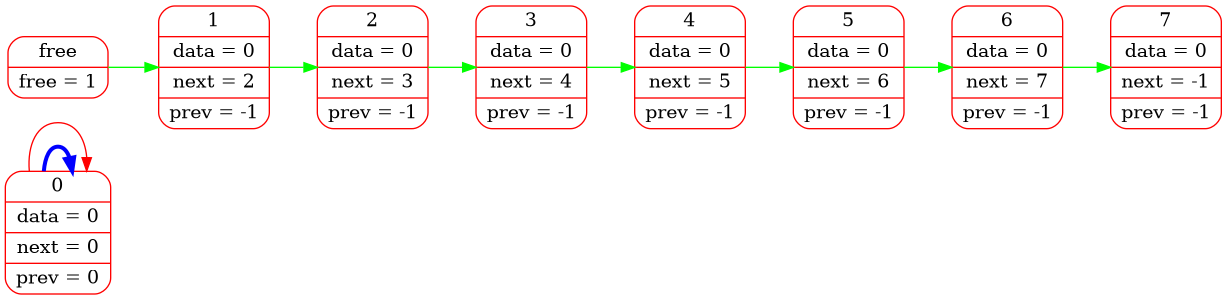 free
free = 1
1
data = 0
next = 2
prev = -1
2
data = 0
next = 3
prev = -1
3
data = 0
next = 4
prev = -1
4
data = 0
next = 5
prev = -1
5
data = 0
next = 6
prev = -1
6
data = 0
next = 7
prev = -1
7
data = 0
next = -1
prev = -1
0
data = 0
next = 0
prev = 0